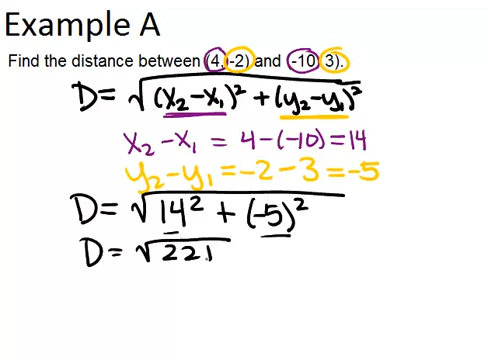 Example A
Find the distance between (4,-2) and (-10, 3).
D = √(x₂-x₁)² + (y₂-y₁)²
x₂-x₁ = 4-(-10) = 14
y₂-y₁ = -2-3 = -5
D = √14² + (-5)²
D = √221